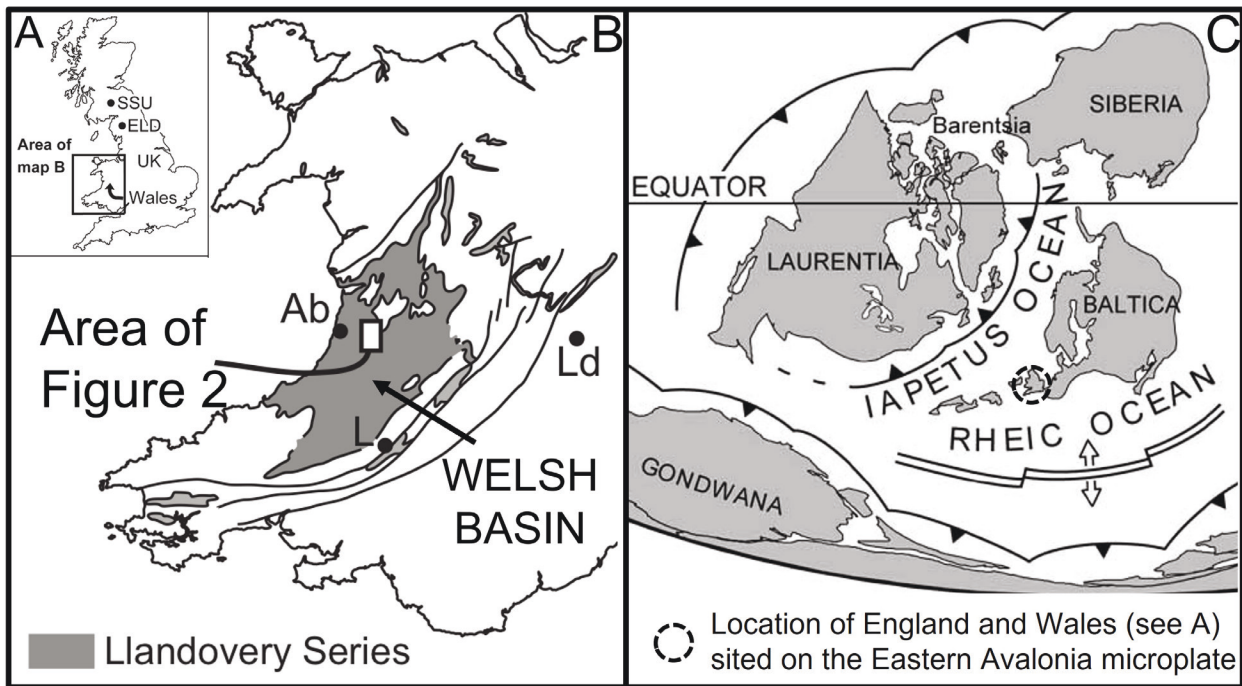 A
SSU
ELD
Area of
map B
UK
Wales
B
Ab
Area of
Figure 2
Ld
L
WELSH
BASIN
Llandovery Series
C
SIBERIA
Barentsia
EQUATOR
LAURENTIA
IAPETUS OCEAN
BALTICA
RHEIC OCEAN
GONDWANA
Location of England and Wales (see A)
sited on the Eastern Avalonia microplate